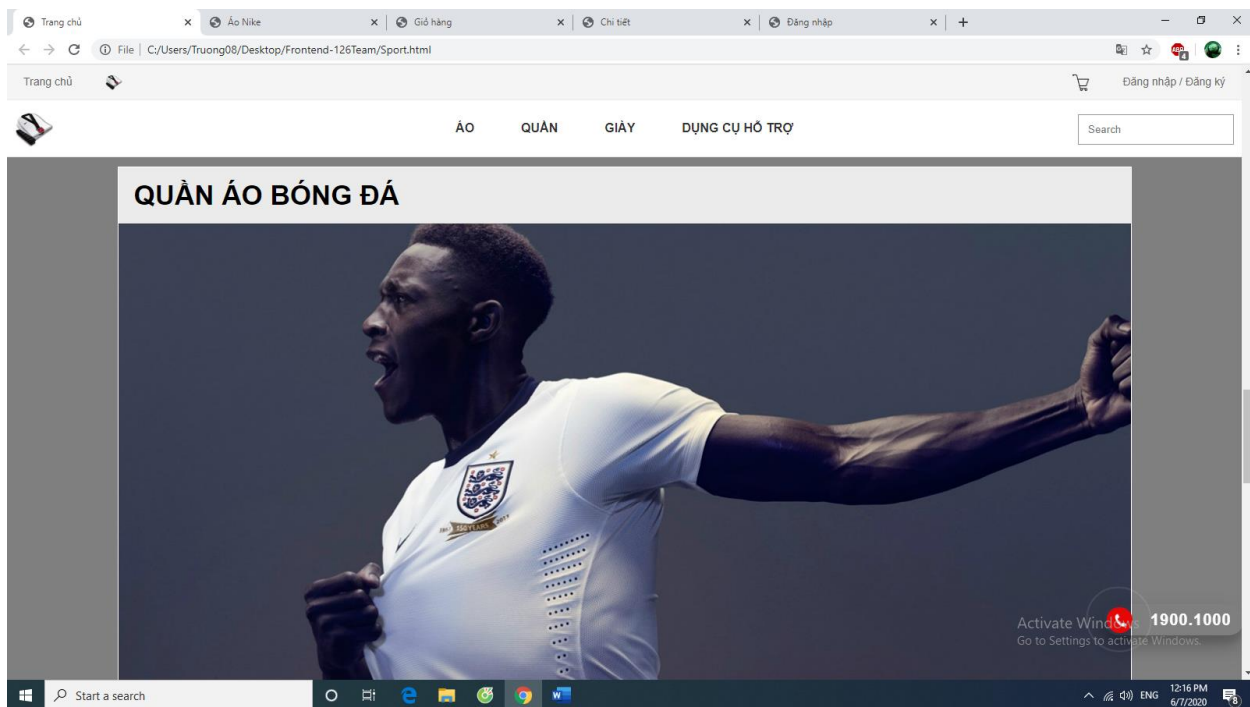 Trang chủ
Áo Nike
Giỏ hàng
Chi tiết
Đăng nhập
File | C:/Users/Truong08/Desktop/Frontend-126Team/Sport.html
Trang chủ
Đăng nhập / Đăng ký
ÁO QUẦN GIÀY DỤNG CỤ HỖ TRỢ
Search
QUẦN ÁO BÓNG ĐÁ
150 YEARS
Activate Windows
Go to Settings to activate Windows.
1900.1000
Start a search
ENG
12:16 PM
6/7/2020